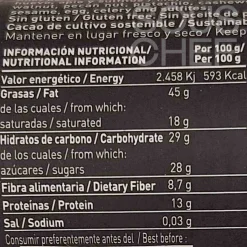 sesame, egg, celery and
Sin gluten / Gluten free / Sin
Cacao de cultivo sostenible / Sustaina
Mantener en lugar fresco y seco / Keep
INFORMACIÓN NUTRICIONAL/ Por 100 g/
NUTRITIONAL INFORMATION Per 100 g
Valor energético / Energy 2.458 Kj 593 Kcal
Grasas / Fat 45 g
de las cuales / from which:
saturadas / saturated 18 g
Hidratos de carbono / Carbohydrate 29 g
de los cuales / from which:
azúcares / sugars 28 g
Fibra alimentaria / Dietary Fiber 8,7 g
Proteínas / Protein 13 g
Sal / Sodium 0,03 g
Consumir preferentemente antes del / Best before: